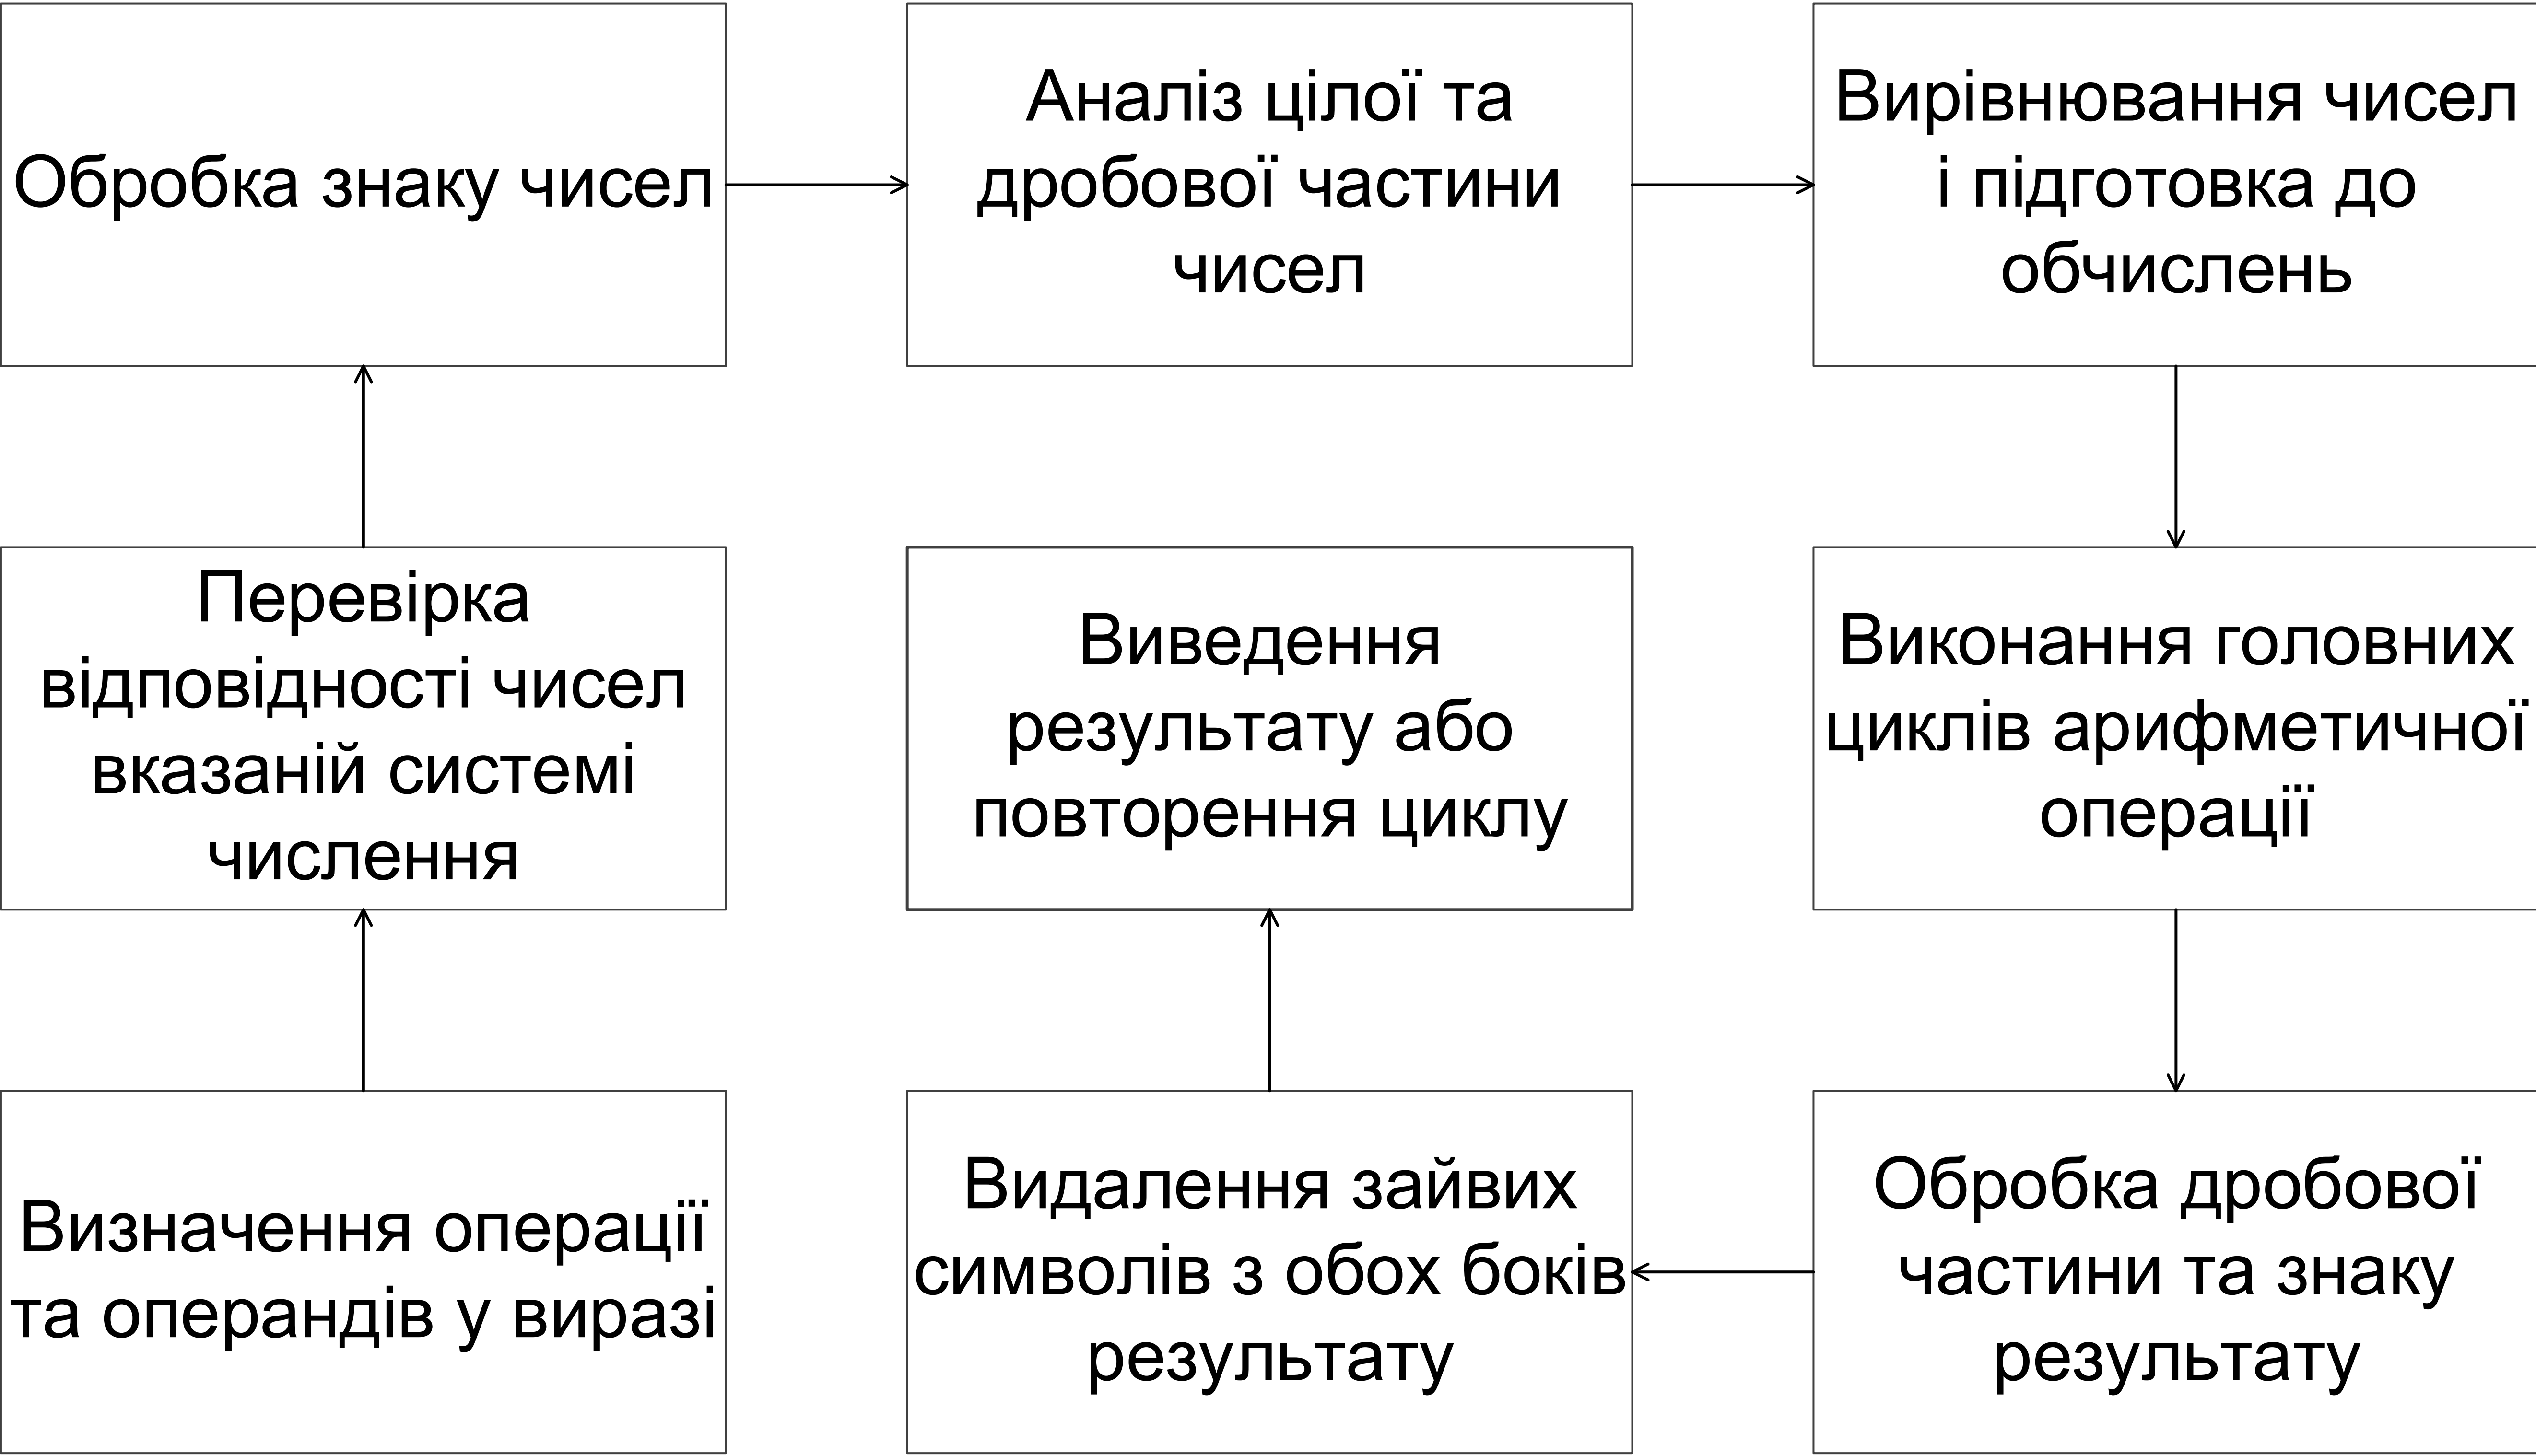 Обробка знаку чисел
Аналіз цілої та
дробової частини
чисел
Вирівнювання чисел
і підготовка до
обчислень
Перевірка
відповідності чисел
вказаній системі
числення
Виведення
результату або
повторення циклу
Виконання головних
циклів арифметичної
операції
Визначення операції
та операндів у виразі
Видалення зайвих
символів з обох боків
результату
Обробка дробової
частини та знаку
результату